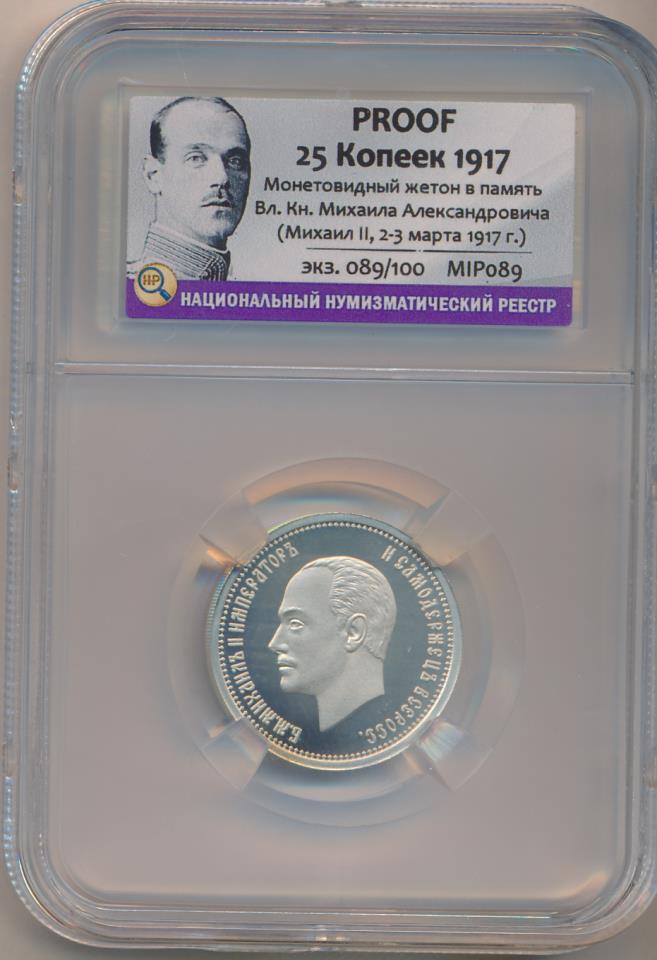 PROOF
25 Копеек 1917
Монетовидный жетон в память
Вл. Кн. Михаила Александровича
(Михаил II, 2-3 марта 1917 г.)
экз. 089/100 MIP089
НР
НАЦИОНАЛЬНЫЙ НУМИЗМАТИЧЕСКИЙ РЕЕСТР
Б.М.МИХАИЛЪ II ИМПЕРАТОРЪ И САМОДЕРЖЕЦЪ ВСЕРОСС.